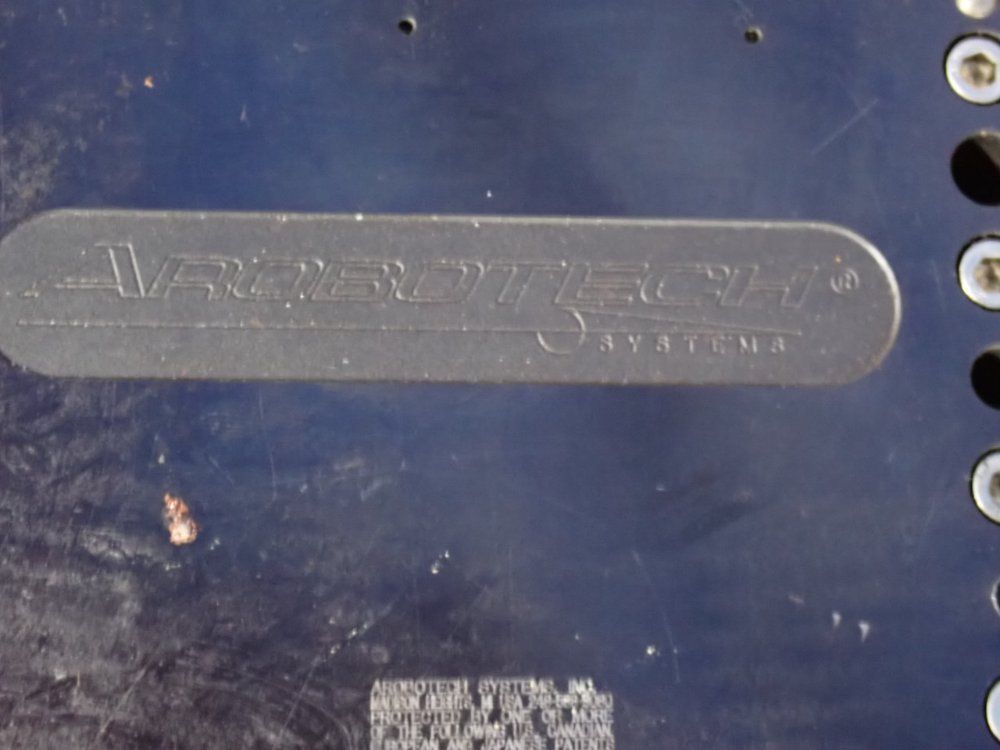 AROBOTECH®
SYSTEMS
AROBOTECH SYSTEMS, INC.
MADISON HEIGHTS, MI USA
PROTECTED BY ONE OR MORE
OF THE FOLLOWING U.S. CANADIAN,
EUROPEAN AND JAPANESE PATENTS